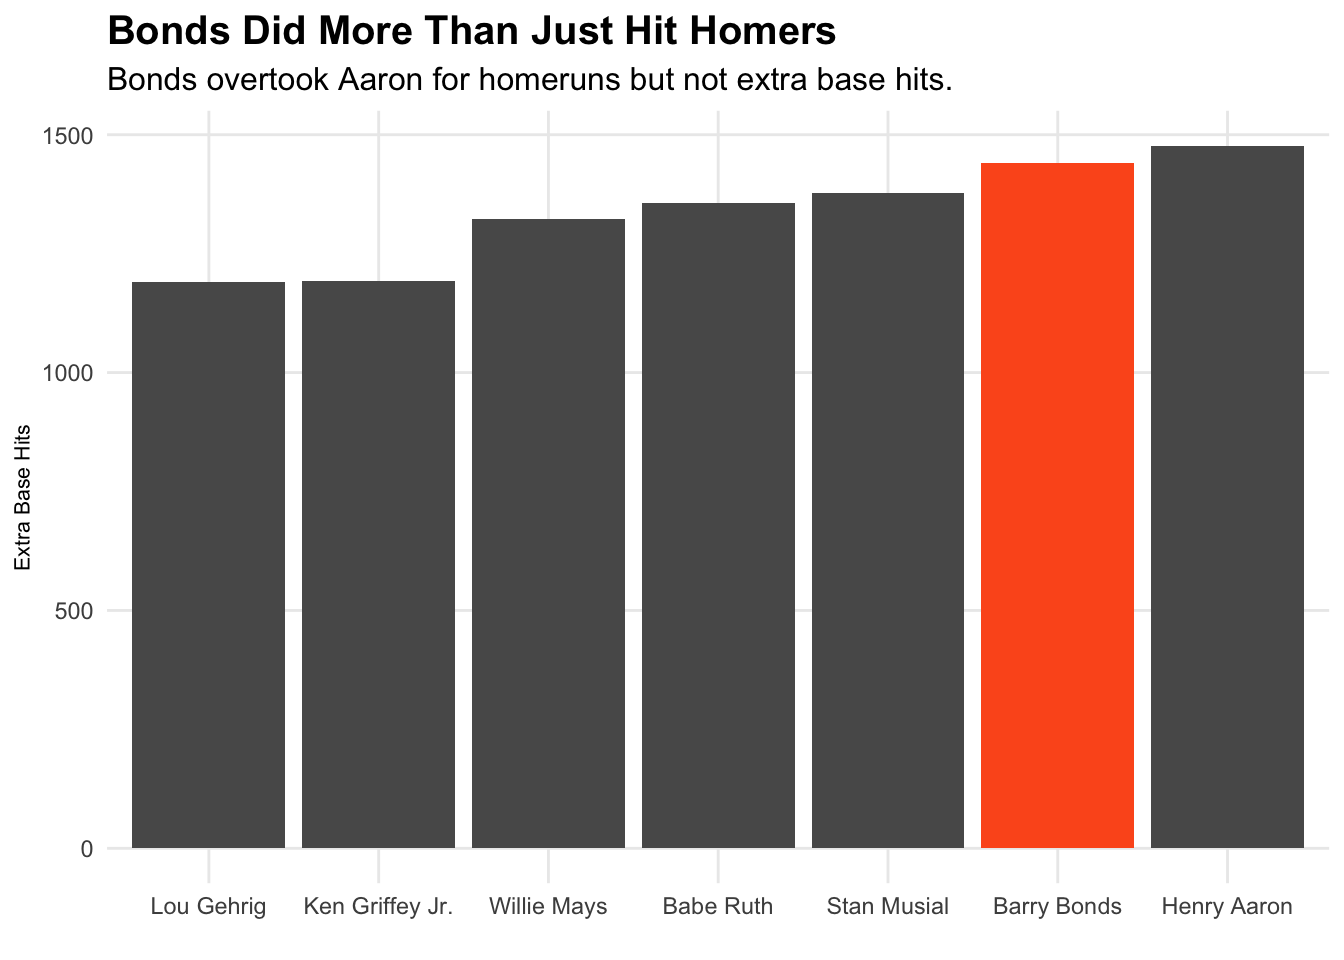 Bonds Did More Than Just Hit Homers
Bonds overtook Aaron for homeruns but not extra base hits.
1500
1000
500
0
Extra Base Hits
Lou Gehrig Ken Griffey Jr. Willie Mays Babe Ruth Stan Musial Barry Bonds Henry Aaron